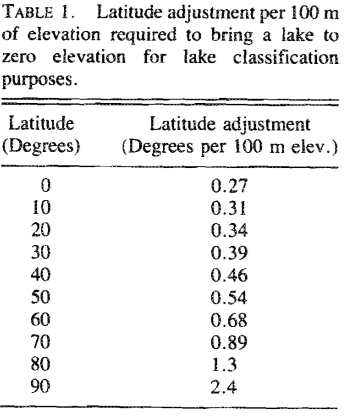 TABLE 1. Latitude adjustment per 100 m
of elevation required to bring a lake to
zero elevation for lake classification
purposes.
Latitude Latitude adjustment
(Degrees) (Degrees per 100 m elev.)
0 0.27
10 0.31
20 0.34
30 0.39
40 0.46
50 0.54
60 0.68
70 0.89
80 1.3
90 2.4